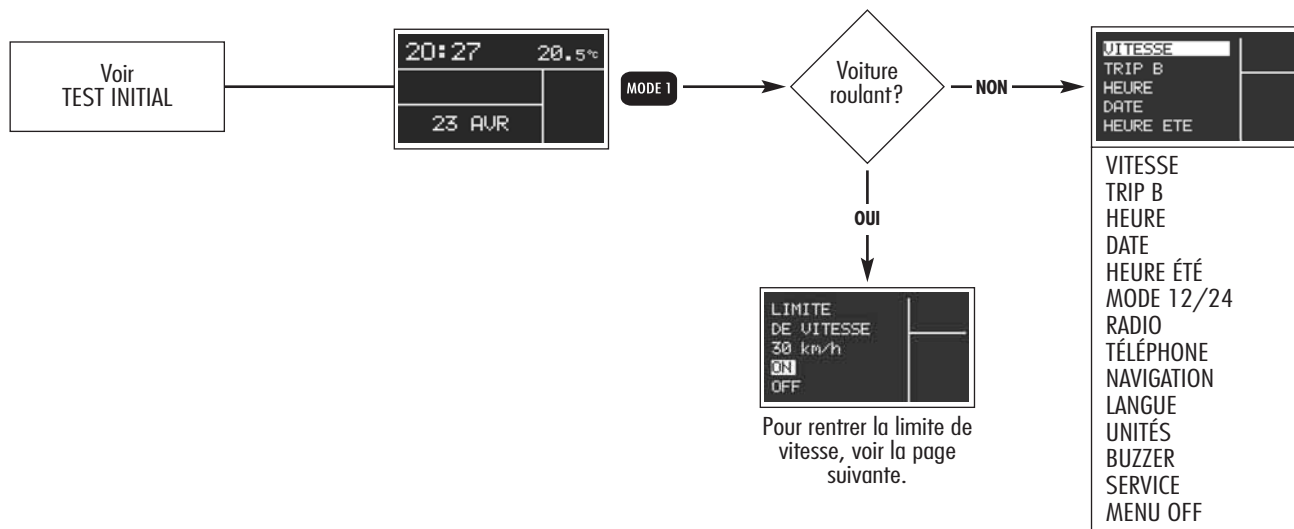 Voir
TEST INITIAL
20:27 20.5°c
23 AVR
MODE 1
Voiture
roulant?
NON
VITESSE
TRIP B
HEURE
DATE
HEURE ETE
VITESSE
TRIP B
HEURE
DATE
HEURE ÉTÉ
MODE 12/24
RADIO
TÉLÉPHONE
NAVIGATION
LANGUE
UNITÉS
BUZZER
SERVICE
MENU OFF
OUI
LIMITE
DE VITESSE
30 km/h
ON
OFF
Pour rentrer la limite de
vitesse, voir la page
suivante.